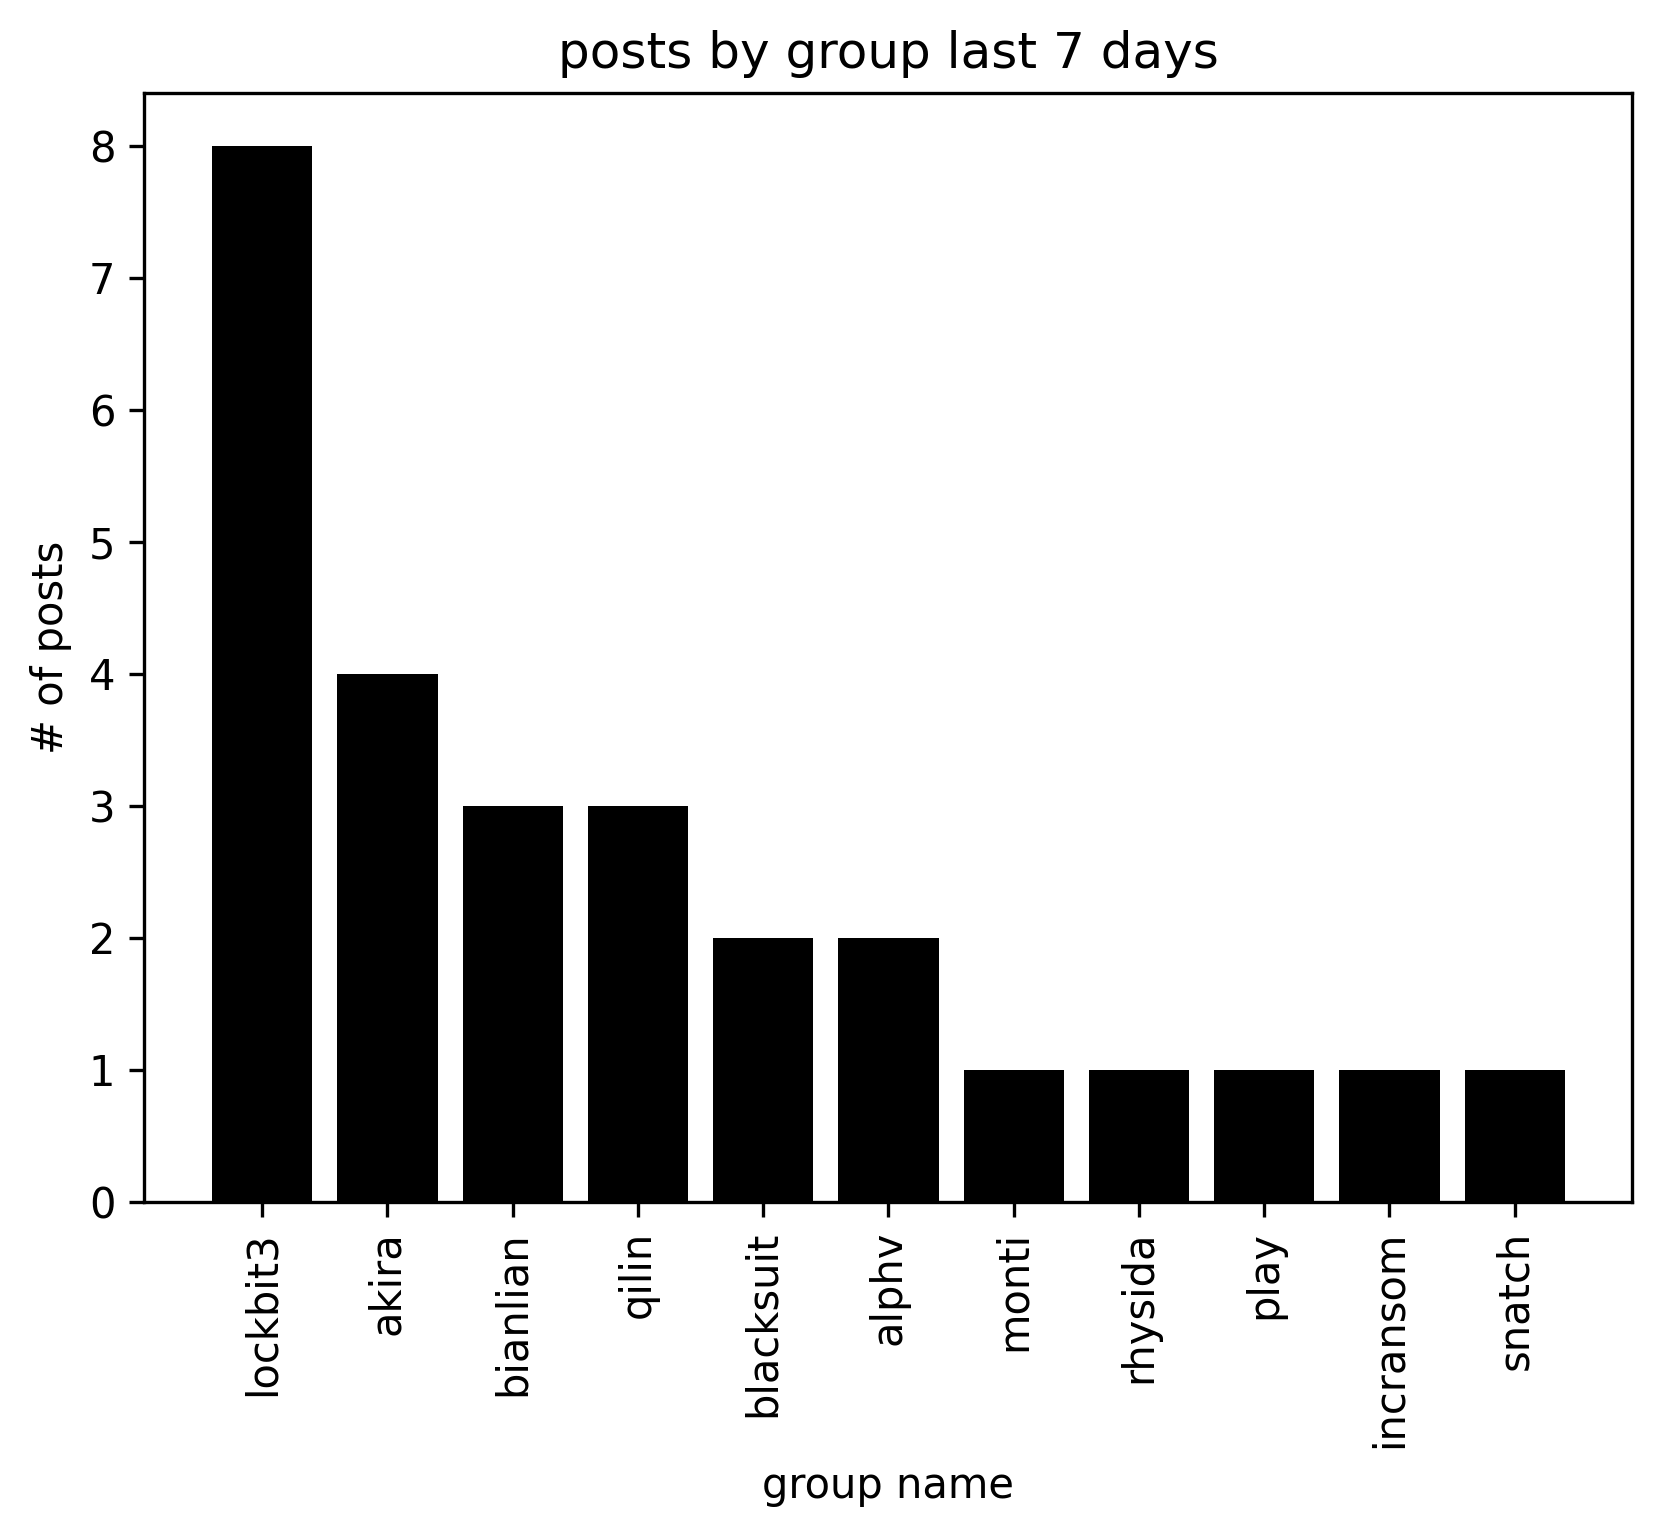 posts by group last 7 days
8
7
6
5
4
3
2
1
0
# of posts
lockbit3
akira
bianlian
qilin
blacksuit
alphv
monti
rhysida
play
incransom
snatch
group name